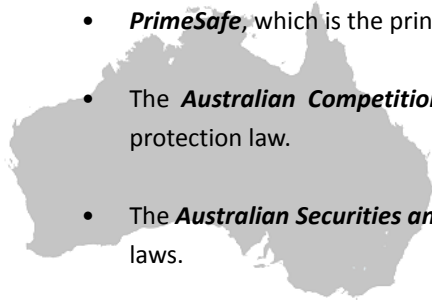 • PrimeSafe, which is the prin
• The Australian Competition
protection law.
• The Australian Securities an
laws.